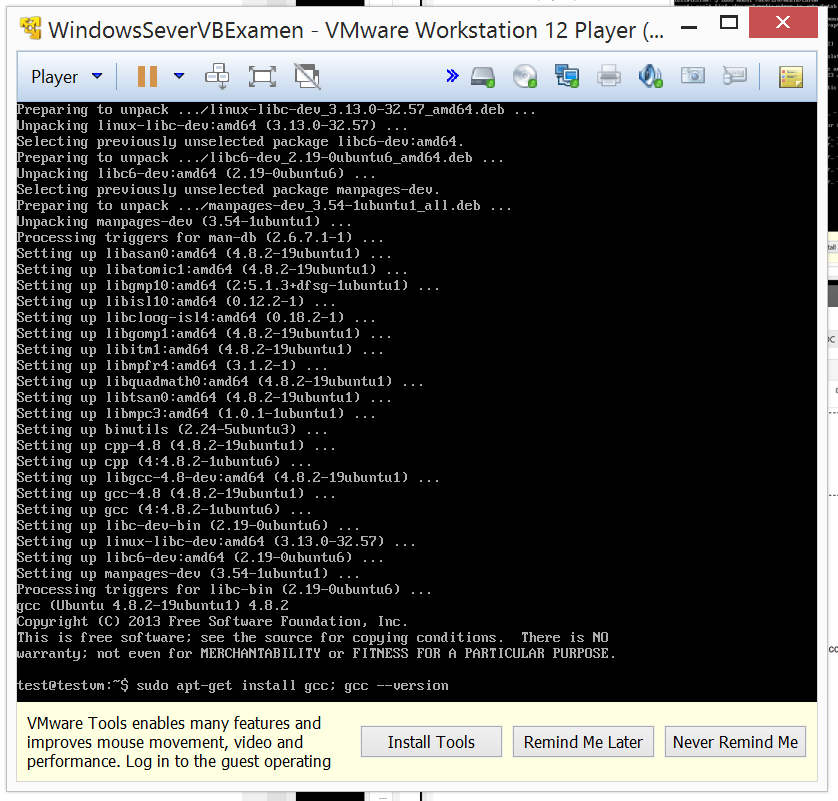 WindowsSeverVBExamen - VMware Workstation 12 Player (...
Player
Preparing to unpack .../linux-libc-dev_3.13.0-32.57_amd64.deb ...
Unpacking linux-libc-dev:amd64 (3.13.0-32.57) ...
Selecting previously unselected package libc6-dev:amd64.
Preparing to unpack .../libc6-dev_2.19-0ubuntu6_amd64.deb ...
Unpacking libc6-dev:amd64 (2.19-0ubuntu6) ...
Selecting previously unselected package manpages-dev.
Preparing to unpack .../manpages-dev_3.54-1ubuntu1_all.deb ...
Unpacking manpages-dev (3.54-1ubuntu1) ...
Processing triggers for man-db (2.6.7.1-1) ...
Setting up libasan0:amd64 (4.8.2-19ubuntu1) ...
Setting up libatomic1:amd64 (4.8.2-19ubuntu1) ...
Setting up libgmp10:amd64 (2:5.1.3+dfsg-1ubuntu1) ...
Setting up libisl10:amd64 (0.12.2-1) ...
Setting up libcloog-isl4:amd64 (0.18.2-1) ...
Setting up libgomp1:amd64 (4.8.2-19ubuntu1) ...
Setting up libitm1:amd64 (4.8.2-19ubuntu1) ...
Setting up libmpfr4:amd64 (3.1.2-1) ...
Setting up libquadmath0:amd64 (4.8.2-19ubuntu1) ...
Setting up libtsan0:amd64 (4.8.2-19ubuntu1) ...
Setting up libmpc3:amd64 (1.0.1-1ubuntu1) ...
Setting up binutils (2.24-5ubuntu3) ...
Setting up cpp-4.8 (4.8.2-19ubuntu1) ...
Setting up cpp (4:4.8.2-1ubuntu6) ...
Setting up libgcc-4.8-dev:amd64 (4.8.2-19ubuntu1) ...
Setting up gcc-4.8 (4.8.2-19ubuntu1) ...
Setting up gcc (4:4.8.2-1ubuntu6) ...
Setting up libc-dev-bin (2.19-0ubuntu6) ...
Setting up linux-libc-dev:amd64 (3.13.0-32.57) ...
Setting up libc6-dev:amd64 (2.19-0ubuntu6) ...
Setting up manpages-dev (3.54-1ubuntu1) ...
Processing triggers for libc-bin (2.19-0ubuntu6) ...
gcc (Ubuntu 4.8.2-19ubuntu1) 4.8.2
Copyright (C) 2013 Free Software Foundation, Inc.
This is free software; see the source for copying conditions.  There is NO
warranty; not even for MERCHANTABILITY or FITNESS FOR A PARTICULAR PURPOSE.
test@testvm:~$ sudo apt-get install gcc; gcc --version
VMware Tools enables many features and
improves mouse movement, video and
performance. Log in to the guest operating
Install Tools
Remind Me Later
Never Remind Me